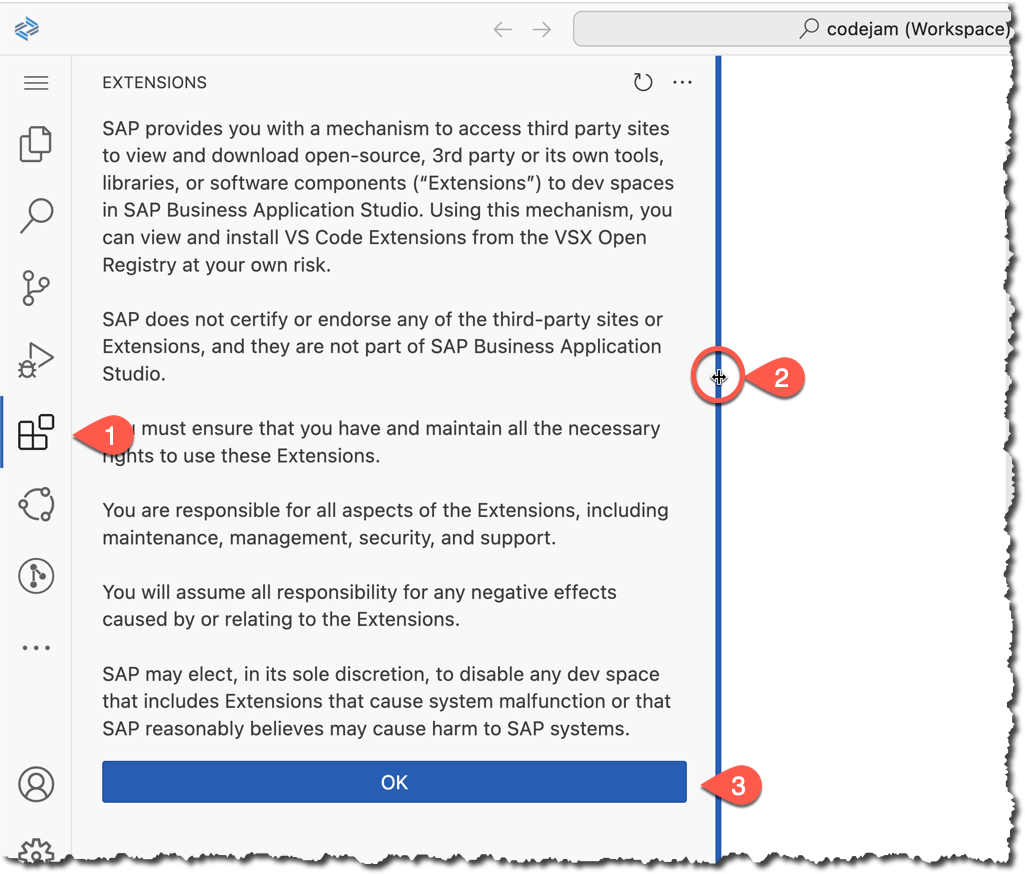 codejam (Workspace)
EXTENSIONS
SAP provides you with a mechanism to access third party sites
to view and download open-source, 3rd party or its own tools,
libraries, or software components (“Extensions”) to dev spaces
in SAP Business Application Studio. Using this mechanism, you
can view and install VS Code Extensions from the VSX Open
Registry at your own risk.
SAP does not certify or endorse any of the third-party sites or
Extensions, and they are not part of SAP Business Application
Studio.
2
1
must ensure that you have and maintain all the necessary
rights to use these Extensions.
You are responsible for all aspects of the Extensions, including
maintenance, management, security, and support.
You will assume all responsibility for any negative effects
caused by or relating to the Extensions.
SAP may elect, in its sole discretion, to disable any dev space
that includes Extensions that cause system malfunction or that
SAP reasonably believes may cause harm to SAP systems.
OK
3